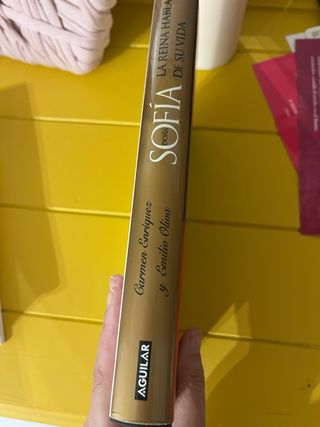 LA REINA HABLA
DE SU VIDA
DOÑA
SOFÍA
Carmen Enríquez
y Emilio Oliva
AGUILAR